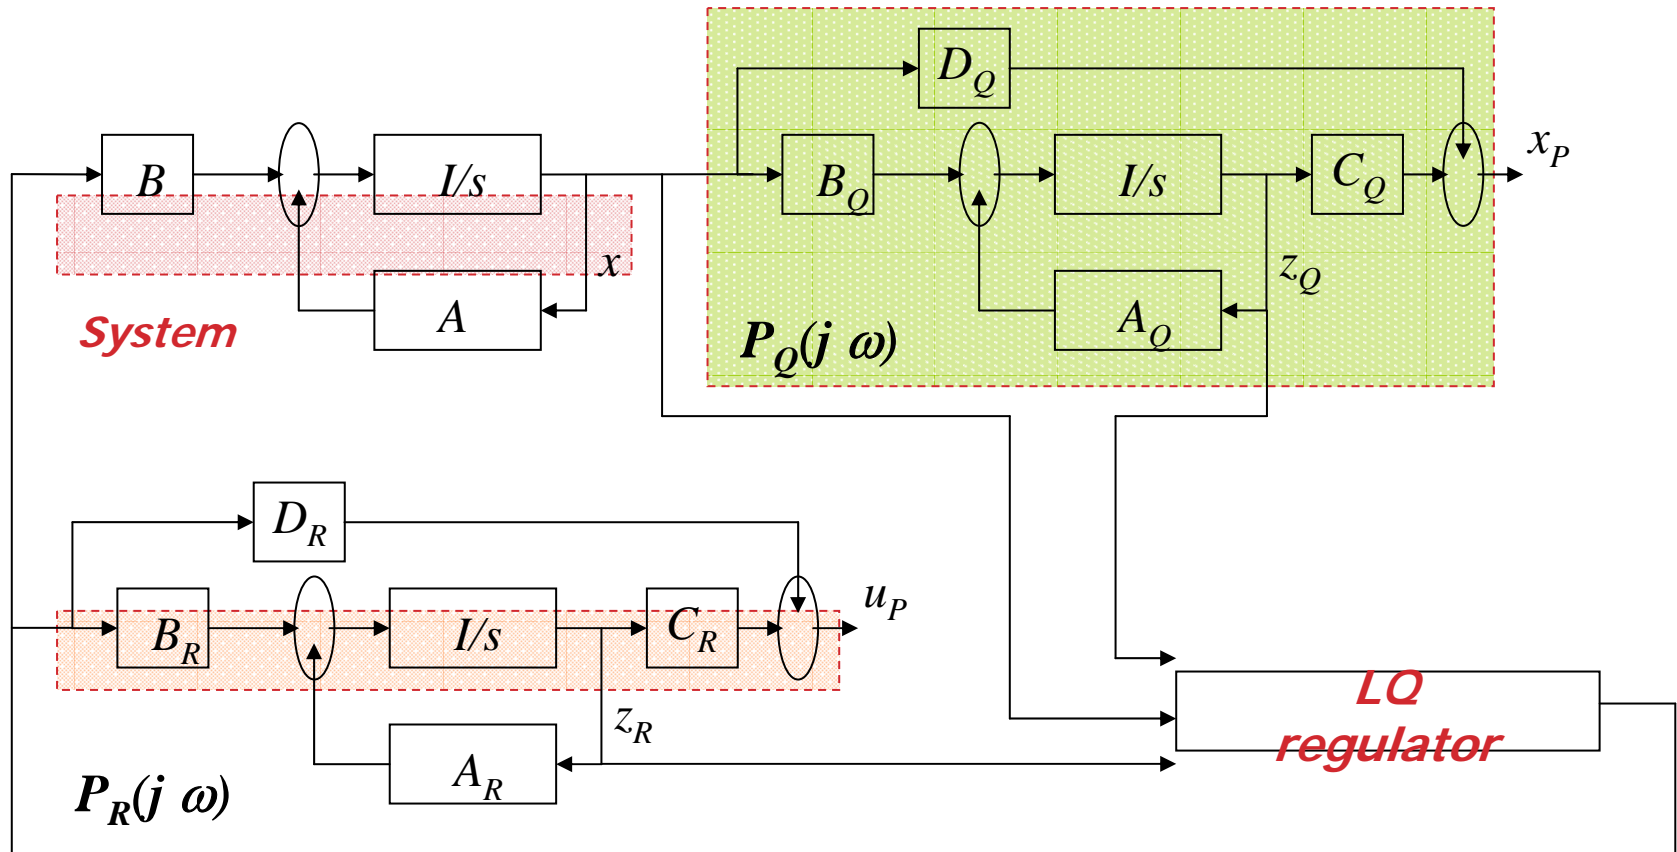 D_Q
x_P
B
I/s
B_Q
I/s
C_Q
x
z_Q
A
A_Q
System
P_Q(j ω)
D_R
u_P
B_R
I/s
C_R
z_R
A_R
P_R(j ω)
LQ
regulator